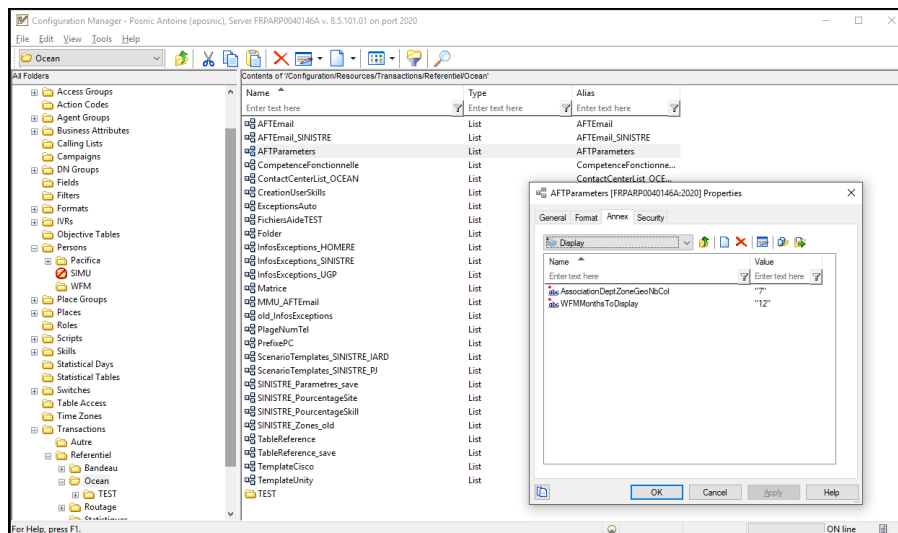 Configuration Manager - Posnic Antoine (aposnic), Server FRPARP0040146A v. 8.5.101.01 on port 2020
File Edit View Tools Help
Ocean
All Folders
Access Groups
Action Codes
Agent Groups
Business Attributes
Calling Lists
Campaigns
DN Groups
Fields
Filters
Formats
IVRs
Objective Tables
Persons
Pacifica
SIMU
WFM
Place Groups
Places
Roles
Scripts
Skills
Statistical Days
Statistical Tables
Switches
Table Access
Time Zones
Transactions
Autre
Referentiel
Bandeau
Ocean
TEST
Routage
Statistiques
Contents of '/Configuration/Resources/Transactions/Referentiel/Ocean'
Name Type Alias
Enter text here Enter text here Enter text here
AFTEmail List AFTEmail
AFTEmail_SINISTRE List AFTEmail_SINISTRE
AFTParameters List AFTParameters
CompetenceFonctionnelle List CompetenceFonctionne...
ContactCenterList_OCEAN List ContactCenterList_OCE...
CreationUserSkills List
ExceptionsAuto List
FichiersAideTEST List
Folder List
InfosExceptions_HOMERE List
InfosExceptions_SINISTRE List
InfosExceptions_UGP List
Matrice List
MMU_AFTEmail List
old_InfosExceptions List
PlageNumTel List
PrefixePC List
ScenarioTemplates_SINISTRE_IARD List
ScenarioTemplates_SINISTRE_PJ List
SINISTRE_Parametres_save List
SINISTRE_PourcentageSite List
SINISTRE_PourcentageSkill List
SINISTRE_Zones_old List
TableReference List
TableReference_save List
TemplateCisco List
TemplateUnity List
TEST
AFTParameters [FRPARP0040146A:2020] Properties
General Format Annex Security
Display
Name Value
Enter text here Enter text here
abc AssociationDeptZoneGeoNbCol "7"
abc WFMMonthsToDisplay "12"
OK Cancel Apply Help
For Help, press F1. ON line